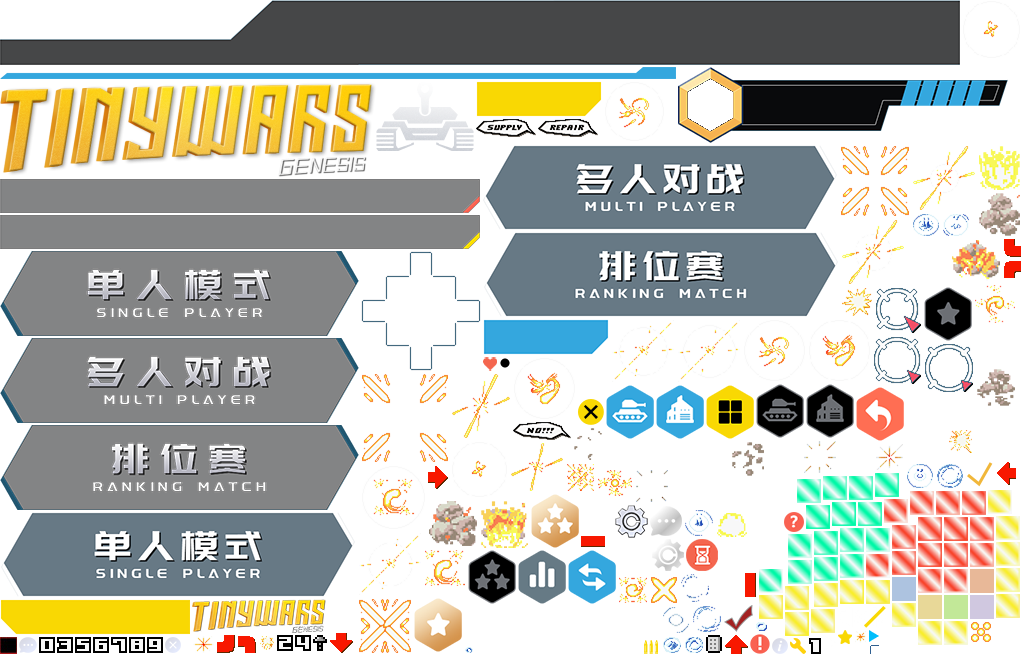 TINYWARS
GENESIS
SUPPLY
REPAIR
多人对战
MULTI PLAYER
排位赛
RANKING MATCH
单人模式
SINGLE PLAYER
多人对战
MULTI PLAYER
NO!!!
排位赛
RANKING MATCH
单人模式
SINGLE PLAYER
?
TINYWARS
GENESIS
0356789
24
1